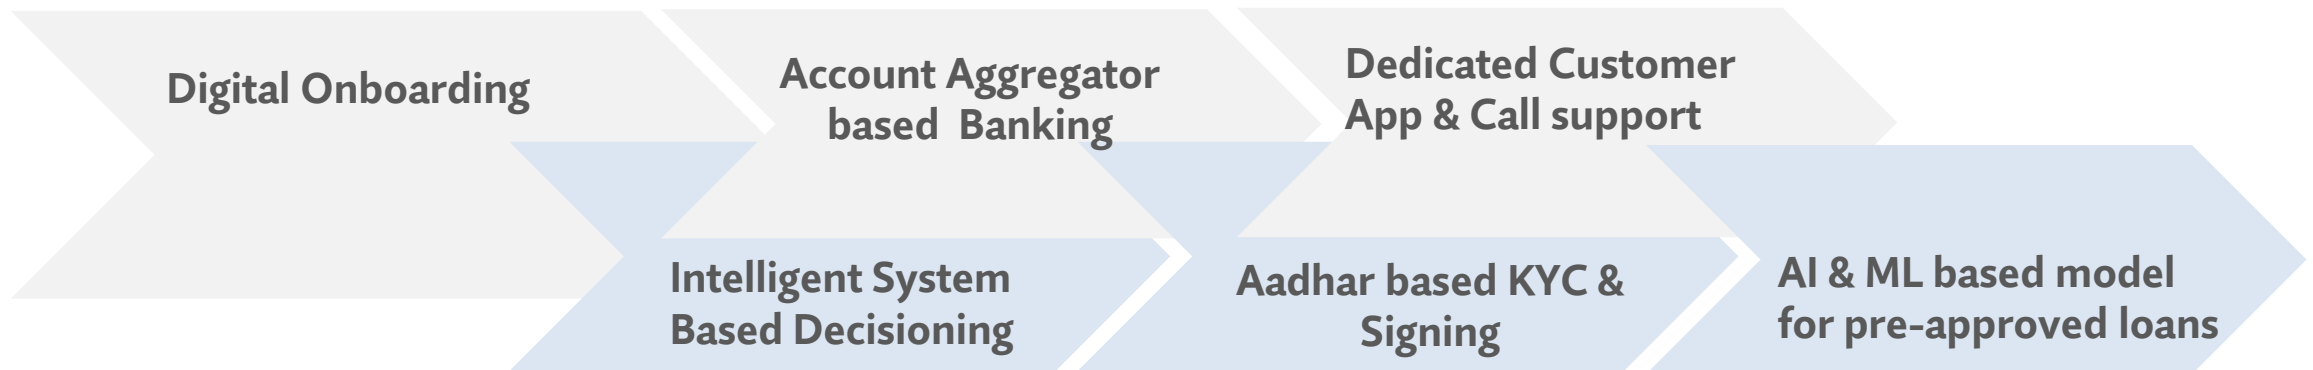 Digital Onboarding
Account Aggregator
based  Banking
Dedicated Customer
App & Call support
Intelligent System
Based Decisioning
Aadhar based KYC &
Signing
AI & ML based model
for pre-approved loans